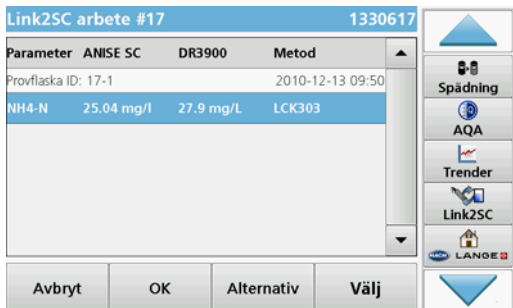 Link2SC arbete #17 1330617
Parameter ANISE SC DR3900 Metod
Provflaska ID: 17-1 2010-12-13 09:50
NH4-N 25.04 mg/l 27.9 mg/L LCK303
Avbryt OK Alternativ Välj
Spädning
AQA
Trender
Link2SC
HACH LANGE